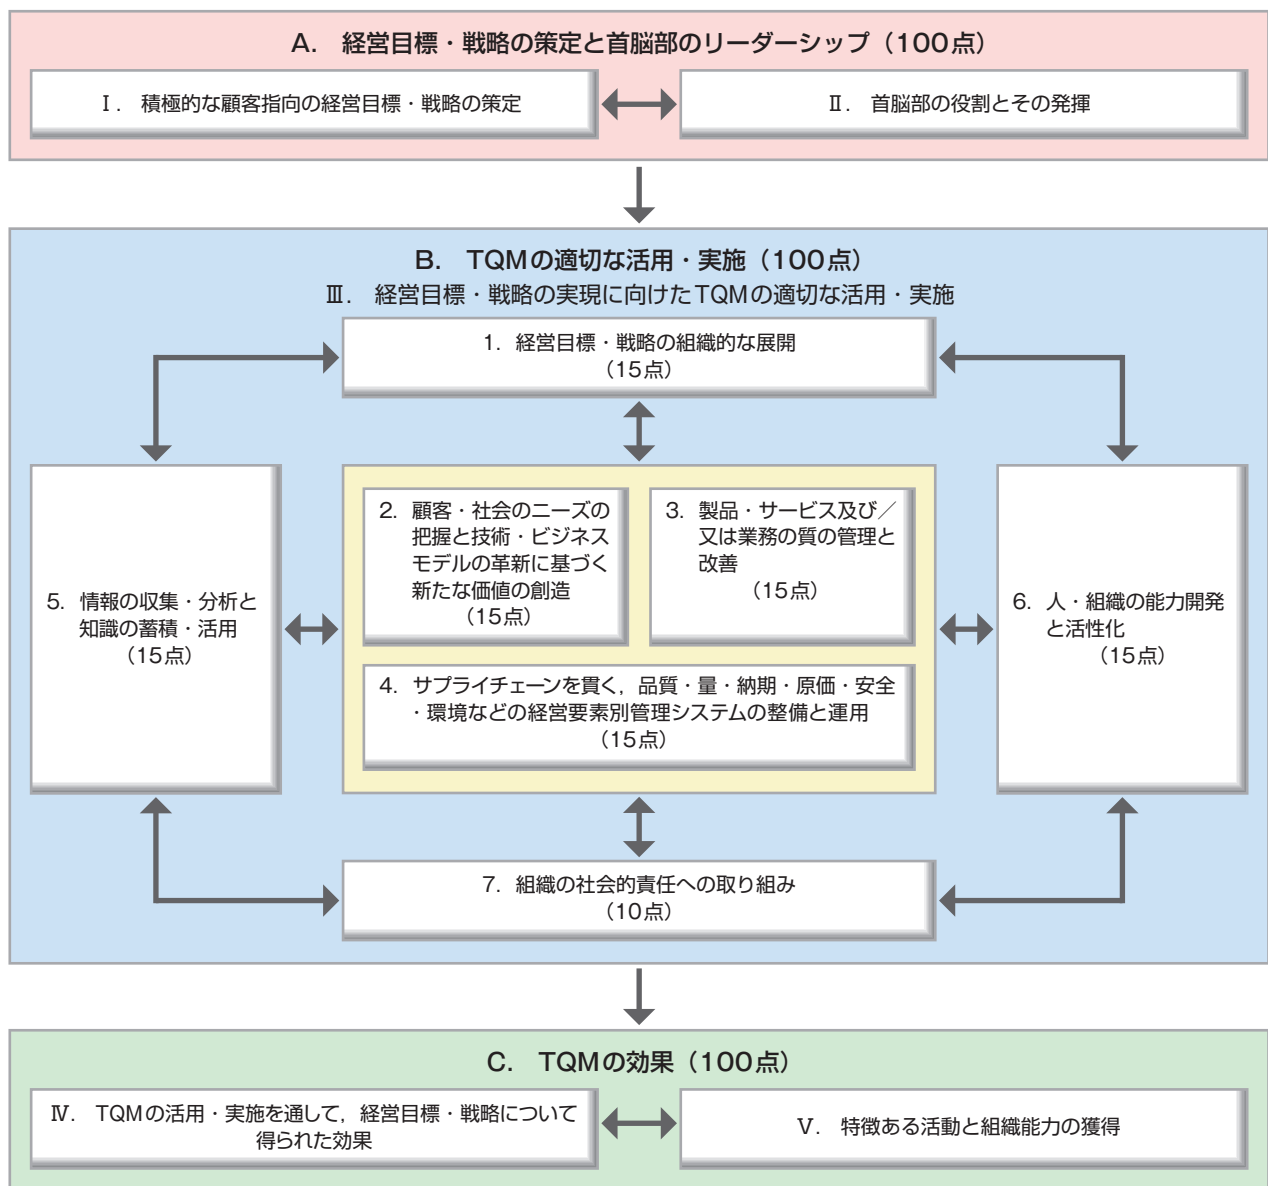 A. 経営目標・戦略の策定と首脳部のリーダーシップ（100点）
Ⅰ. 積極的な顧客指向の経営目標・戦略の策定
Ⅱ. 首脳部の役割とその発揮
B. TQMの適切な活用・実施（100点）
Ⅲ. 経営目標・戦略の実現に向けたTQMの適切な活用・実施
1. 経営目標・戦略の組織的な展開
（15点）
2. 顧客・社会のニーズの
把握と技術・ビジネス
モデルの革新に基づく
新たな価値の創造
（15点）
3. 製品・サービス及び／
又は業務の質の管理と
改善
（15点）
4. サプライチェーンを貫く，品質・量・納期・原価・安全
・環境などの経営要素別管理システムの整備と運用
（15点）
5. 情報の収集・分析と
知識の蓄積・活用
（15点）
6. 人・組織の能力開発
と活性化
（15点）
7. 組織の社会的責任への取り組み
（10点）
C. TQMの効果（100点）
Ⅳ. TQMの活用・実施を通して，経営目標・戦略について
得られた効果
Ⅴ. 特徴ある活動と組織能力の獲得